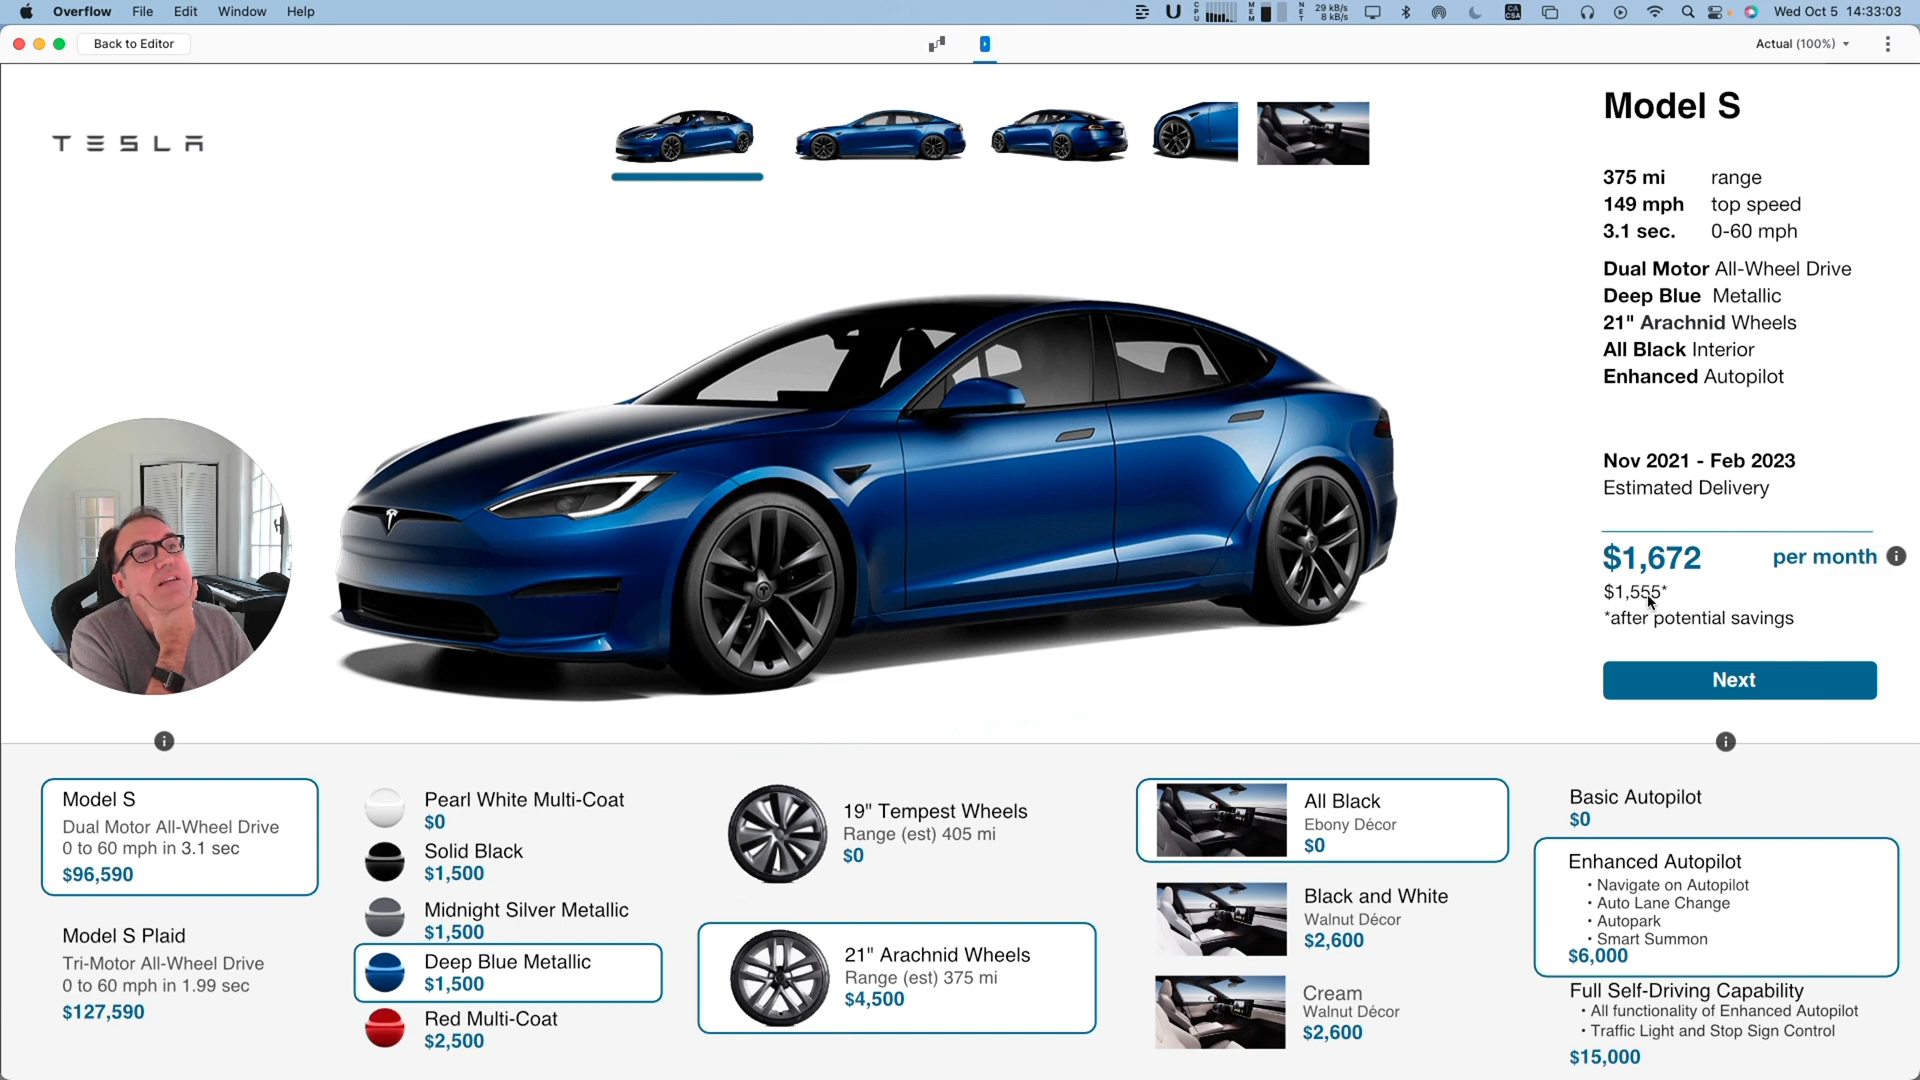 Overflow File Edit Window Help
CPU MEM NET 29 kB/s 8 kB/s CA CSA Wed Oct 5 14:33:03
Back to Editor
Actual (100%)
TESLA
Model S
375 mi range
149 mph top speed
3.1 sec. 0-60 mph
Dual Motor All-Wheel Drive
Deep Blue Metallic
21" Arachnid Wheels
All Black Interior
Enhanced Autopilot
Nov 2021 - Feb 2023
Estimated Delivery
$1,672 per month
$1,555*
*after potential savings
Next
Model S
Dual Motor All-Wheel Drive
0 to 60 mph in 3.1 sec
$96,590
Model S Plaid
Tri-Motor All-Wheel Drive
0 to 60 mph in 1.99 sec
$127,590
Pearl White Multi-Coat
$0
Solid Black
$1,500
Midnight Silver Metallic
$1,500
Deep Blue Metallic
$1,500
Red Multi-Coat
$2,500
19" Tempest Wheels
Range (est) 405 mi
$0
21" Arachnid Wheels
Range (est) 375 mi
$4,500
All Black
Ebony Décor
$0
Black and White
Walnut Décor
$2,600
Cream
Walnut Décor
$2,600
Basic Autopilot
$0
Enhanced Autopilot
• Navigate on Autopilot
• Auto Lane Change
• Autopark
• Smart Summon
$6,000
Full Self-Driving Capability
• All functionality of Enhanced Autopilot
• Traffic Light and Stop Sign Control
$15,000